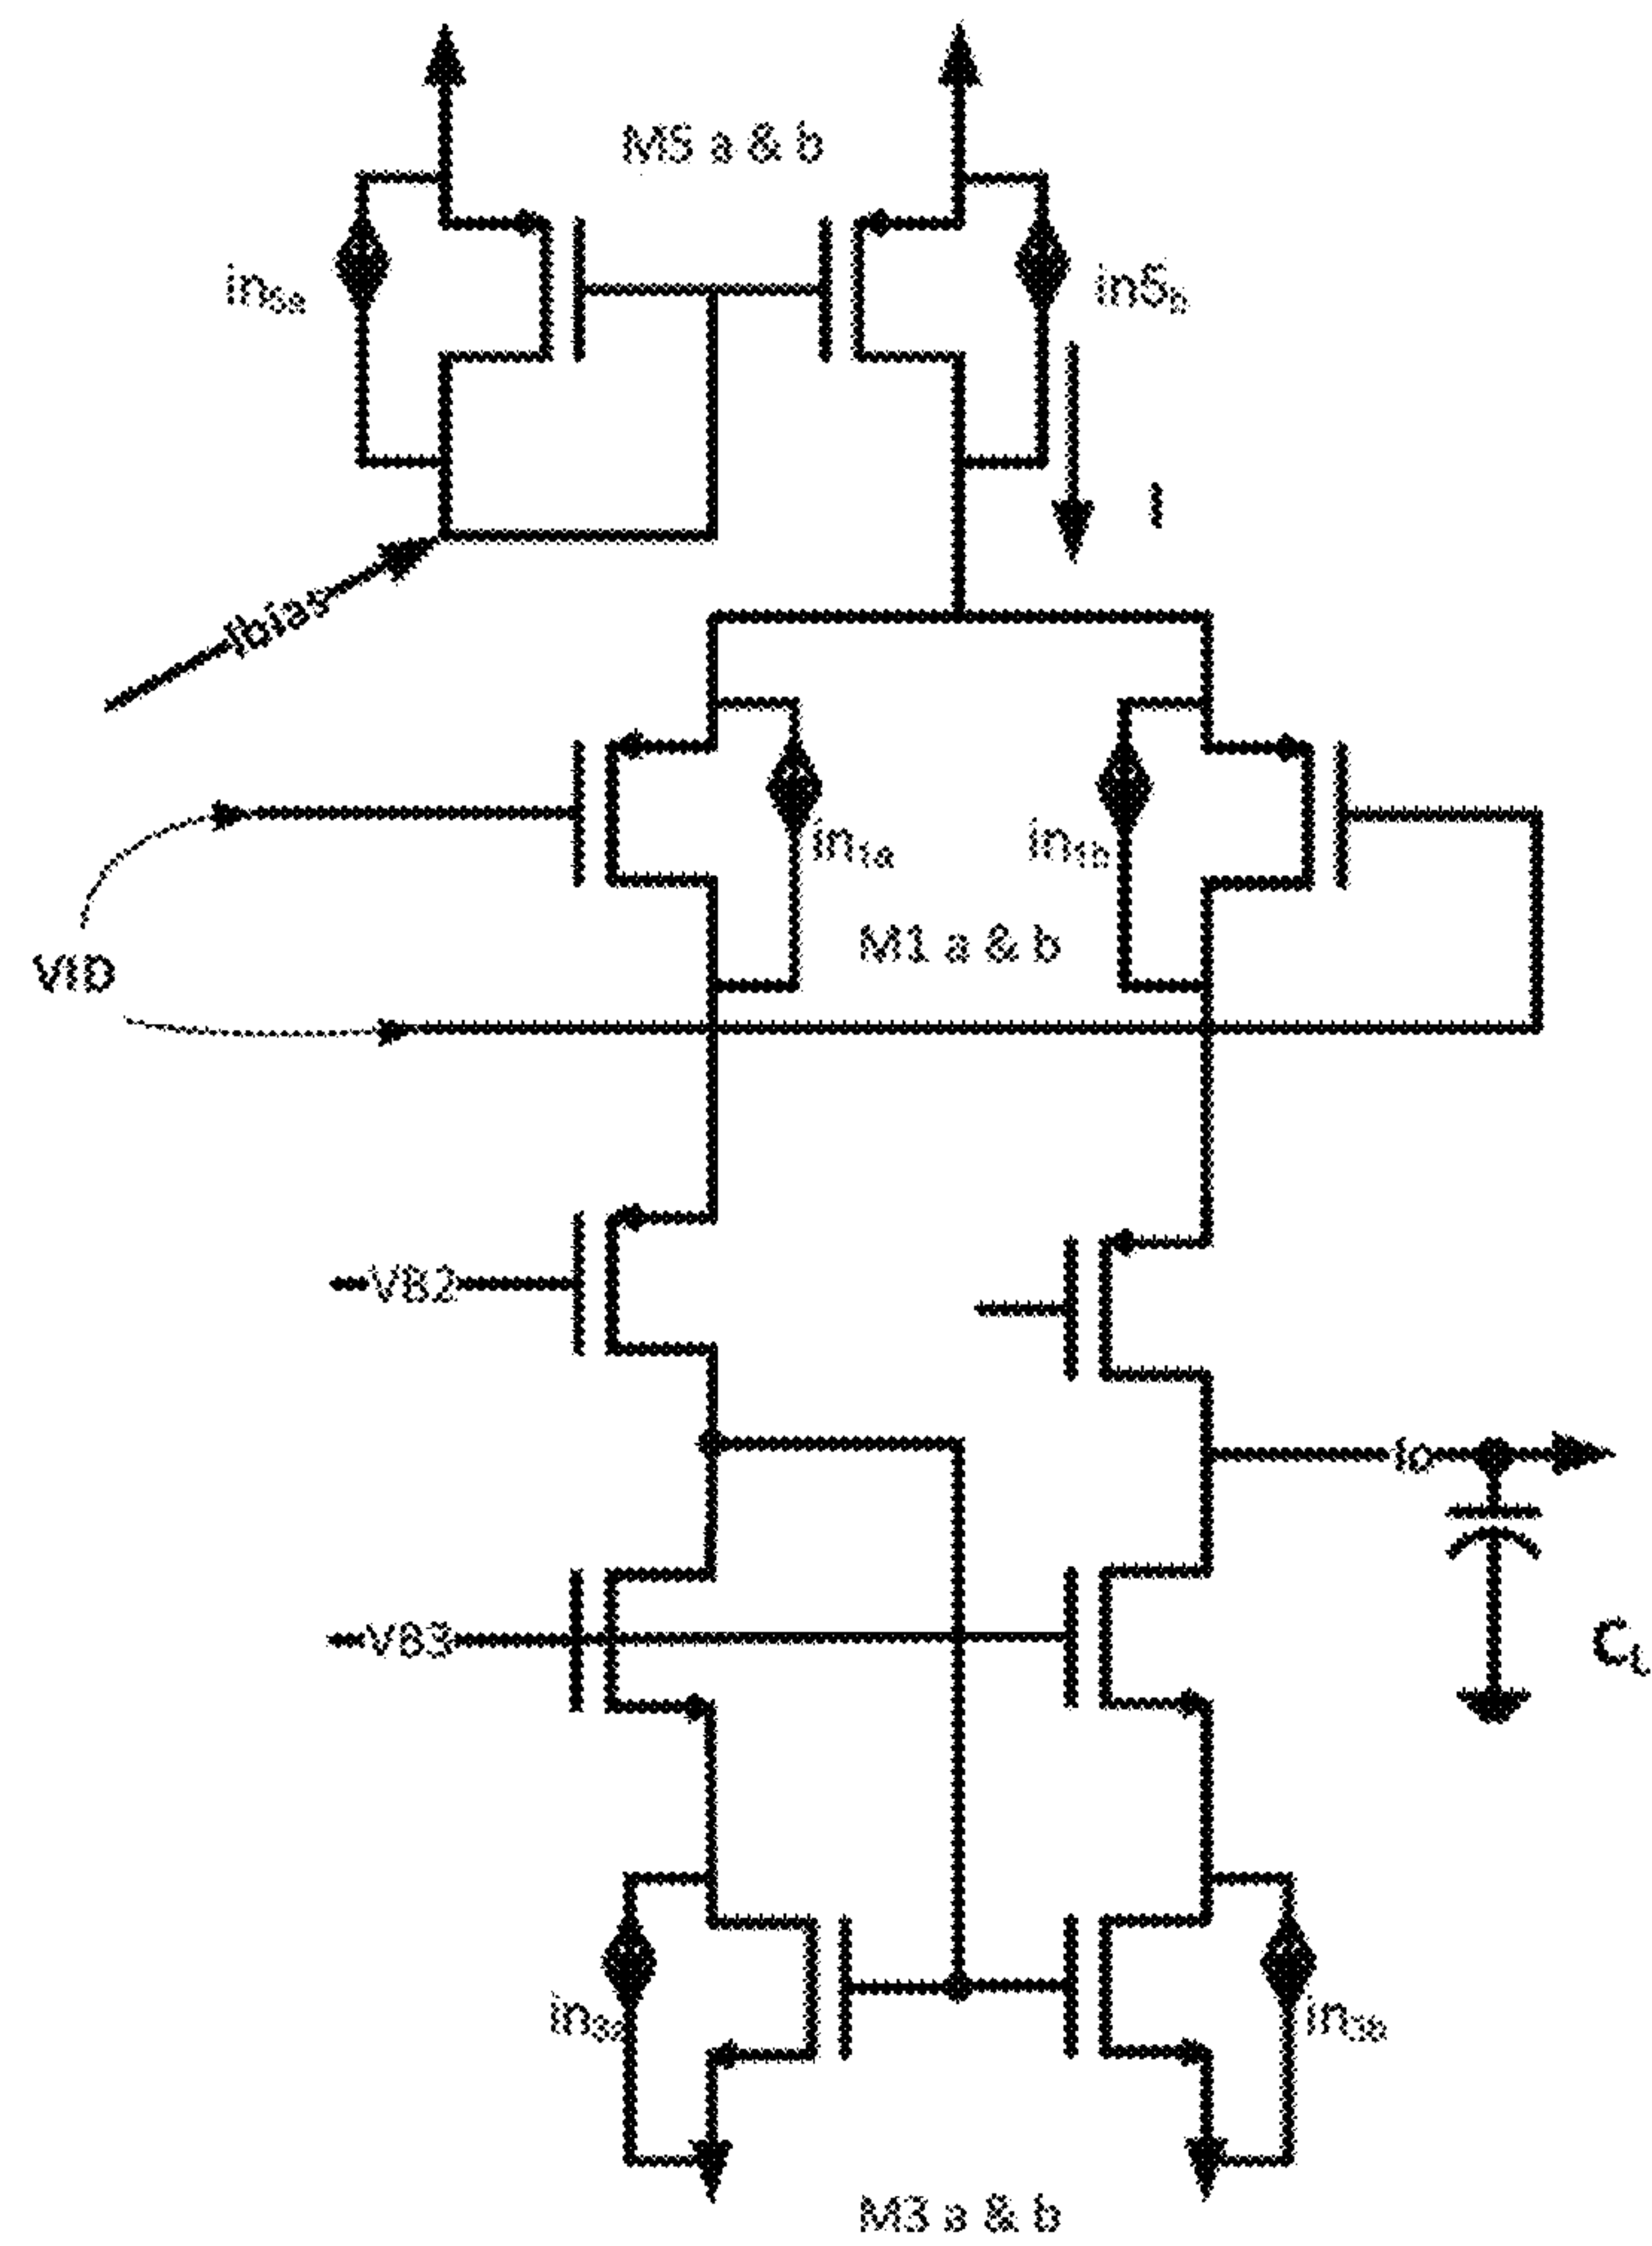 M5 a & b
in5a
in5b
I
Ibias
in1a
in1b
M1 a & b
VID
VB2
Io
VB3
CL
in3a
in3b
M3 a & b